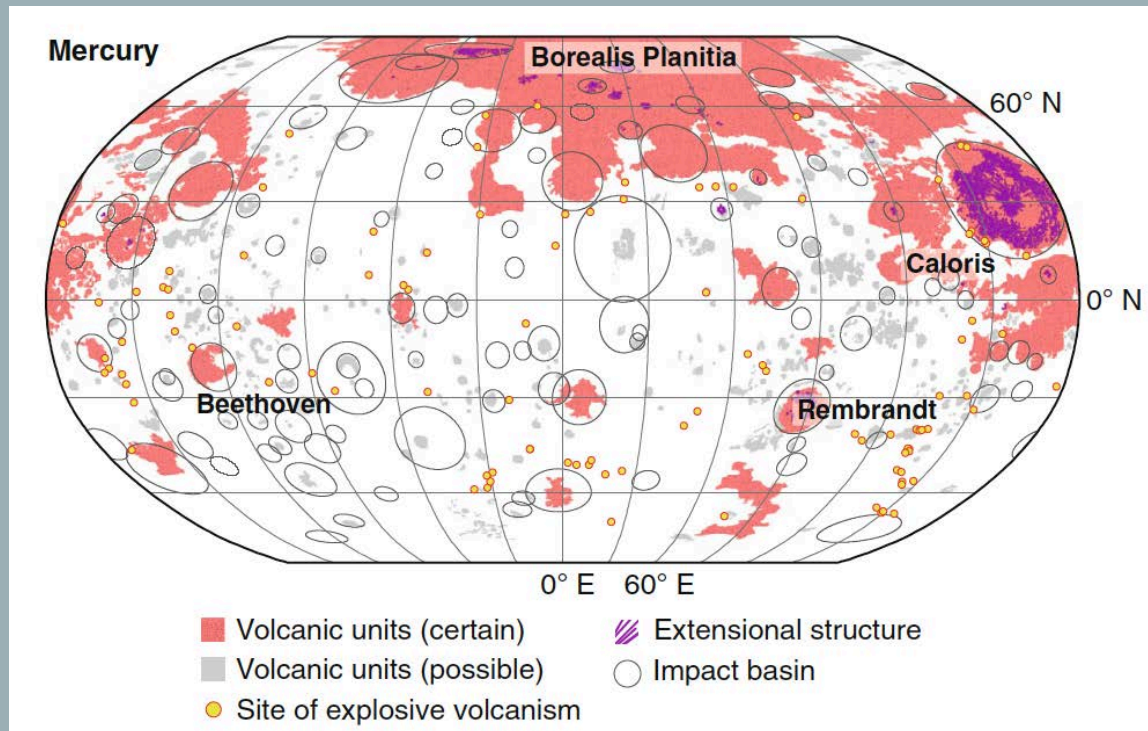 Mercury
Borealis Planitia
60° N
Caloris
0° N
Beethoven
Rembrandt
0° E 60° E
Volcanic units (certain)
Extensional structure
Volcanic units (possible)
Impact basin
Site of explosive volcanism